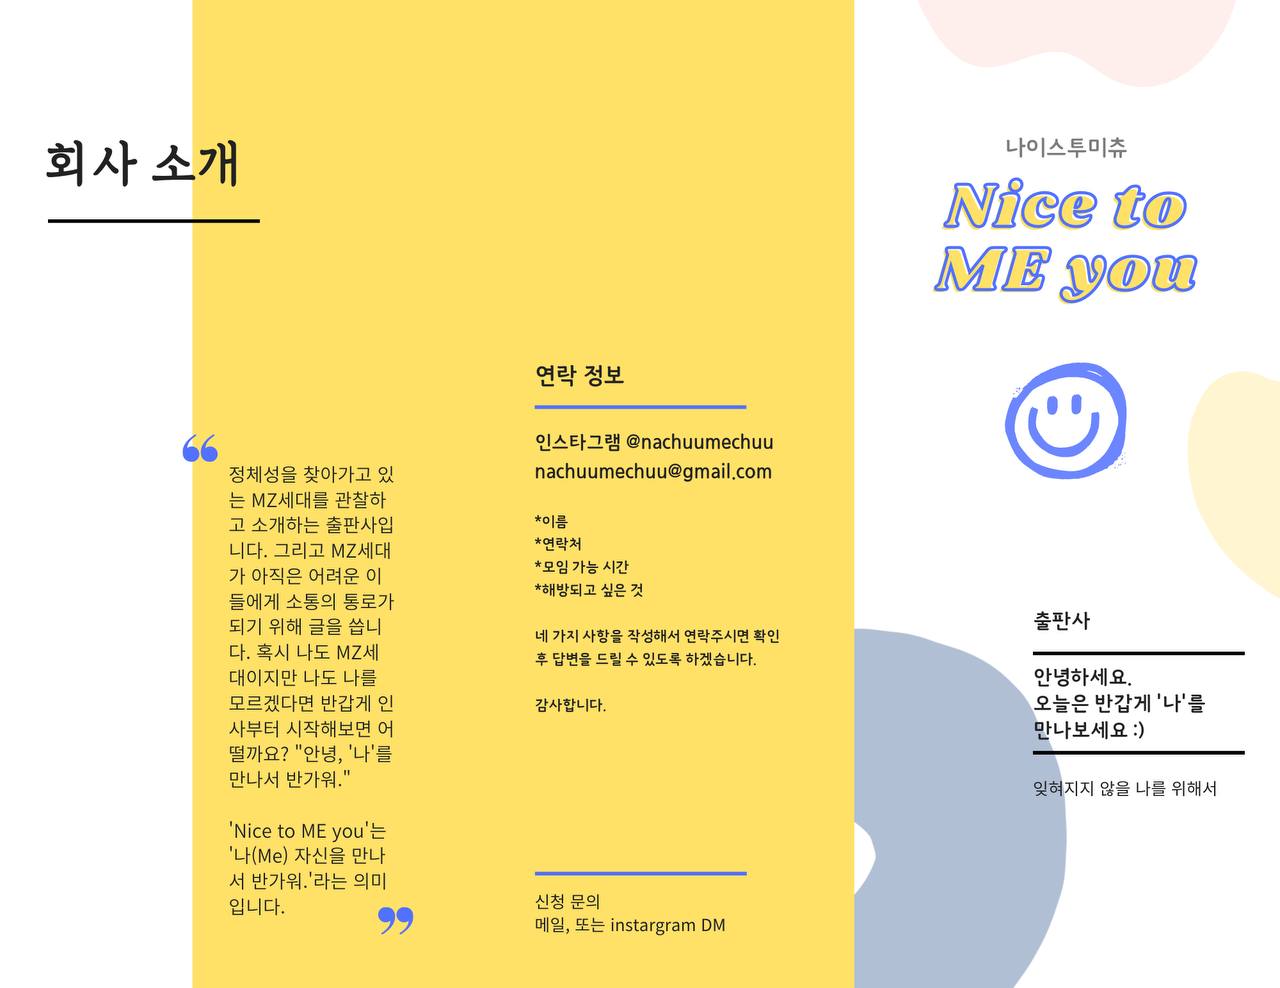 회사 소개
“
정체성을 찾아가고 있
는 MZ세대를 관찰하
고 소개하는 출판사입
니다. 그리고 MZ세대
가 아직은 어려운 이
들에게 소통의 통로가
되기 위해 글을 씁니
다. 혹시 나도 MZ세
대이지만 나도 나를
모르겠다면 반갑게 인
사부터 시작해보면 어
떨까요? "안녕, '나'를
만나서 반가워."
'Nice to ME you'는
'나(Me) 자신을 만나
서 반가워.'라는 의미
입니다.
”
연락 정보
인스타그램 @nachuumechuu
nachuumechuu@gmail.com
*이름
*연락처
*모임 가능 시간
*해방되고 싶은 것
네 가지 사항을 작성해서 연락주시면 확인
후 답변을 드릴 수 있도록 하겠습니다.
감사합니다.
신청 문의
메일, 또는 instargram DM
나이스투미츄
Nice to
ME you
출판사
안녕하세요.
오늘은 반갑게 '나'를
만나보세요 :)
잊혀지지 않을 나를 위해서